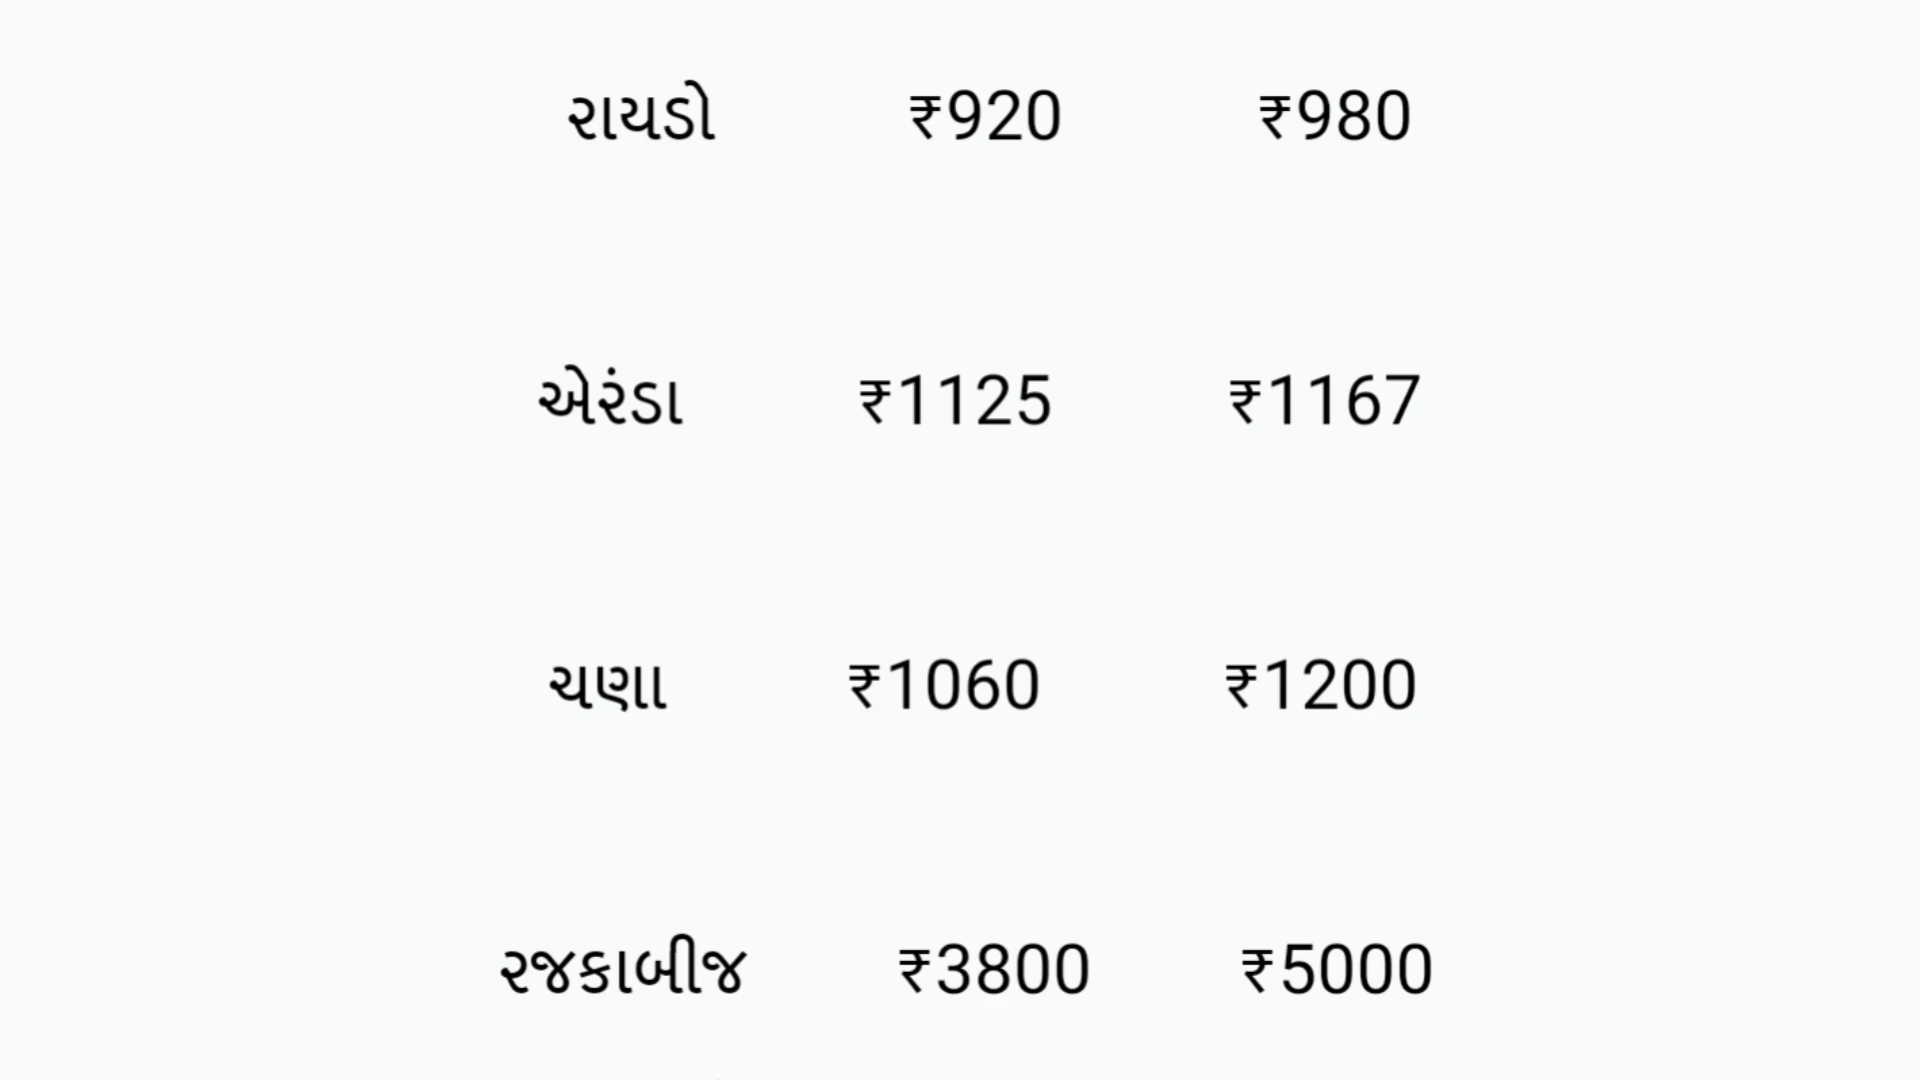 રાયડો ₹920 ₹980
એરંડા ₹1125 ₹1167
ચણા ₹1060 ₹1200
રજકાબીજ ₹3800 ₹5000